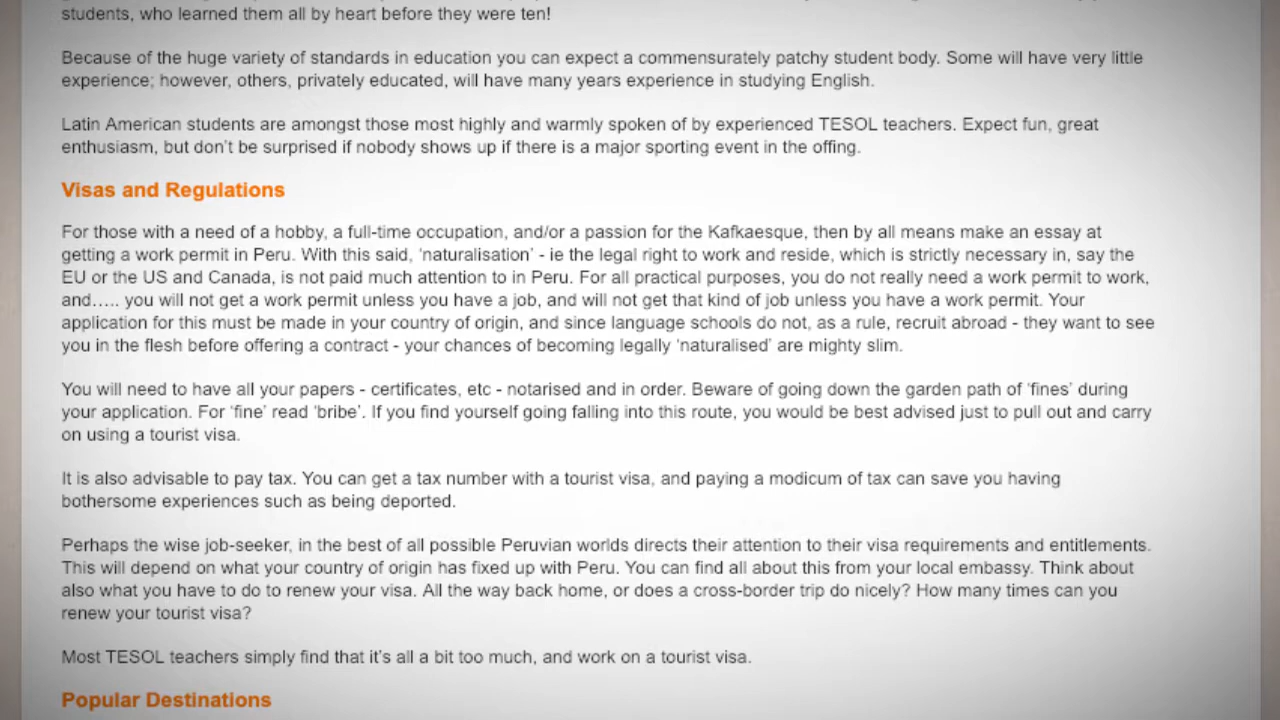 students, who learned them all by heart before they were ten!
Because of the huge variety of standards in education you can expect a commensurately patchy student body. Some will have very little
experience; however, others, privately educated, will have many years experience in studying English.
Latin American students are amongst those most highly and warmly spoken of by experienced TESOL teachers. Expect fun, great
enthusiasm, but don't be surprised if nobody shows up if there is a major sporting event in the offing.
Visas and Regulations
For those with a need of a hobby, a full-time occupation, and/or a passion for the Kafkaesque, then by all means make an essay at
getting a work permit in Peru. With this said, 'naturalisation' - ie the legal right to work and reside, which is strictly necessary in, say the
EU or the US and Canada, is not paid much attention to in Peru. For all practical purposes, you do not really need a work permit to work,
and..... you will not get a work permit unless you have a job, and will not get that kind of job unless you have a work permit. Your
application for this must be made in your country of origin, and since language schools do not, as a rule, recruit abroad - they want to see
you in the flesh before offering a contract - your chances of becoming legally 'naturalised' are mighty slim.
You will need to have all your papers - certificates, etc - notarised and in order. Beware of going down the garden path of 'fines' during
your application. For 'fine' read 'bribe'. If you find yourself going falling into this route, you would be best advised just to pull out and carry
on using a tourist visa.
It is also advisable to pay tax. You can get a tax number with a tourist visa, and paying a modicum of tax can save you having
bothersome experiences such as being deported.
Perhaps the wise job-seeker, in the best of all possible Peruvian worlds directs their attention to their visa requirements and entitlements.
This will depend on what your country of origin has fixed up with Peru. You can find all about this from your local embassy. Think about
also what you have to do to renew your visa. All the way back home, or does a cross-border trip do nicely? How many times can you
renew your tourist visa?
Most TESOL teachers simply find that it's all a bit too much, and work on a tourist visa.
Popular Destinations